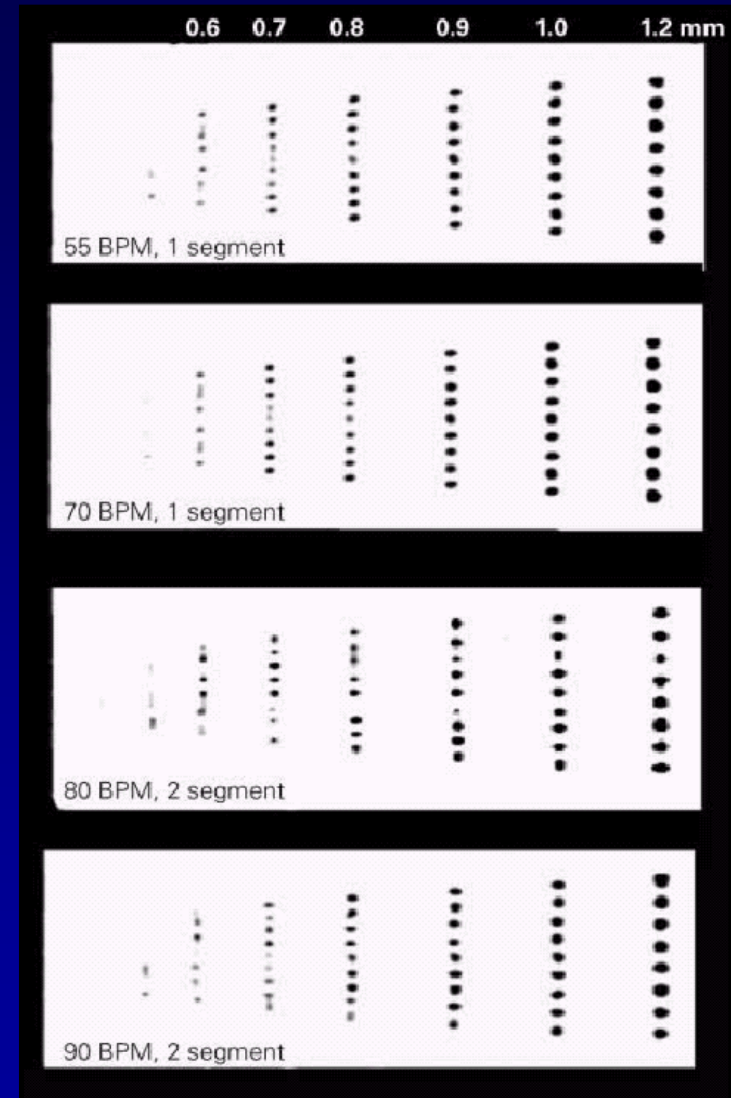 0.6 0.7 0.8 0.9 1.0 1.2 mm
55 BPM, 1 segment
70 BPM, 1 segment
80 BPM, 2 segment
90 BPM, 2 segment